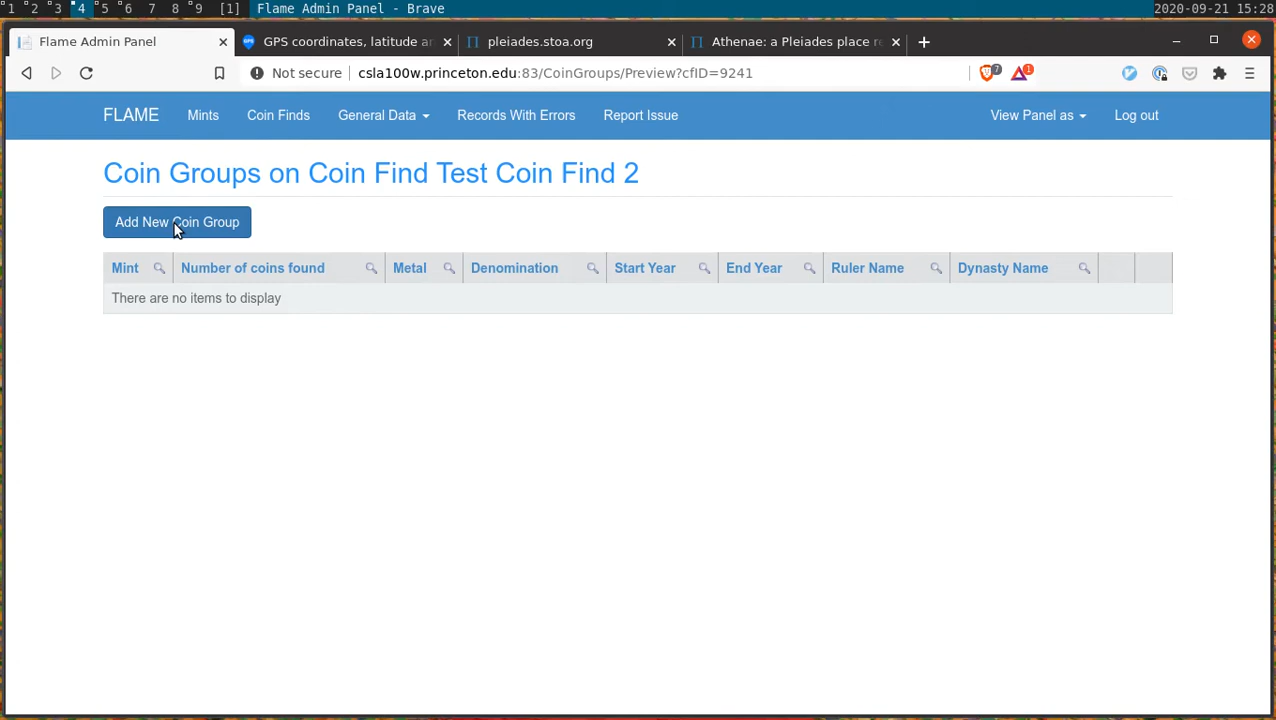 1 2 3 4 5 6 7 8 9 [1] Flame Admin Panel - Brave 2020-09-21 15:28
Flame Admin Panel GPS coordinates, latitude an pleiades.stoa.org Athenae: a Pleiades place re
Not secure csla100w.princeton.edu:83/CoinGroups/Preview?cfID=9241 7 1
FLAME Mints Coin Finds General Data Records With Errors Report Issue View Panel as Log out
Coin Groups on Coin Find Test Coin Find 2
Add New Coin Group
Mint Number of coins found Metal Denomination Start Year End Year Ruler Name Dynasty Name
There are no items to display